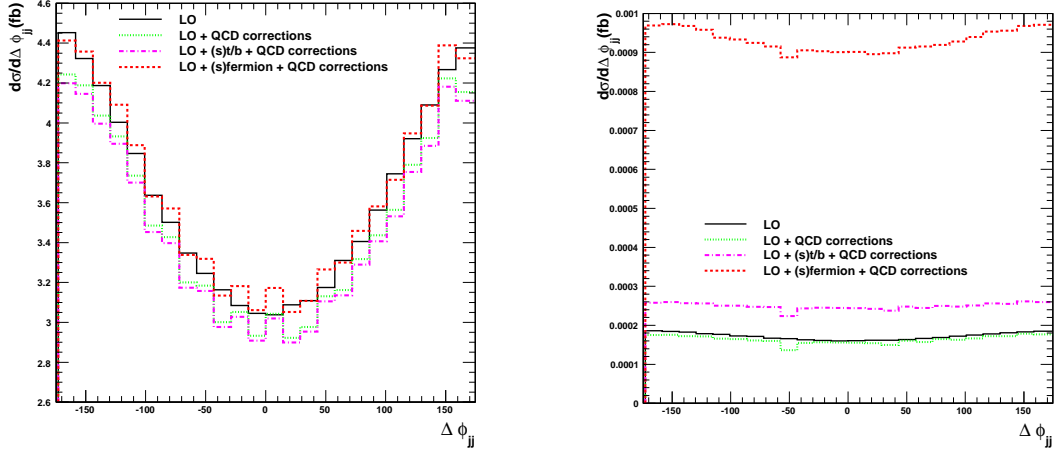 dσ/dΔ ϕjj(fb)
LO
LO + QCD corrections
LO + (s)t/b + QCD corrections
LO + (s)fermion + QCD corrections
4.6
4.4
4.2
4
3.8
3.6
3.4
3.2
3
2.8
2.6
-150 -100 -50 0 50 100 150
Δ ϕjj
dσ/dΔ ϕjj(fb)
0.001
0.0009
0.0008
0.0007
0.0006
0.0005
0.0004
0.0003
0.0002
0.0001
0
LO
LO + QCD corrections
LO + (s)t/b + QCD corrections
LO + (s)fermion + QCD corrections
-150 -100 -50 0 50 100 150
Δ ϕjj